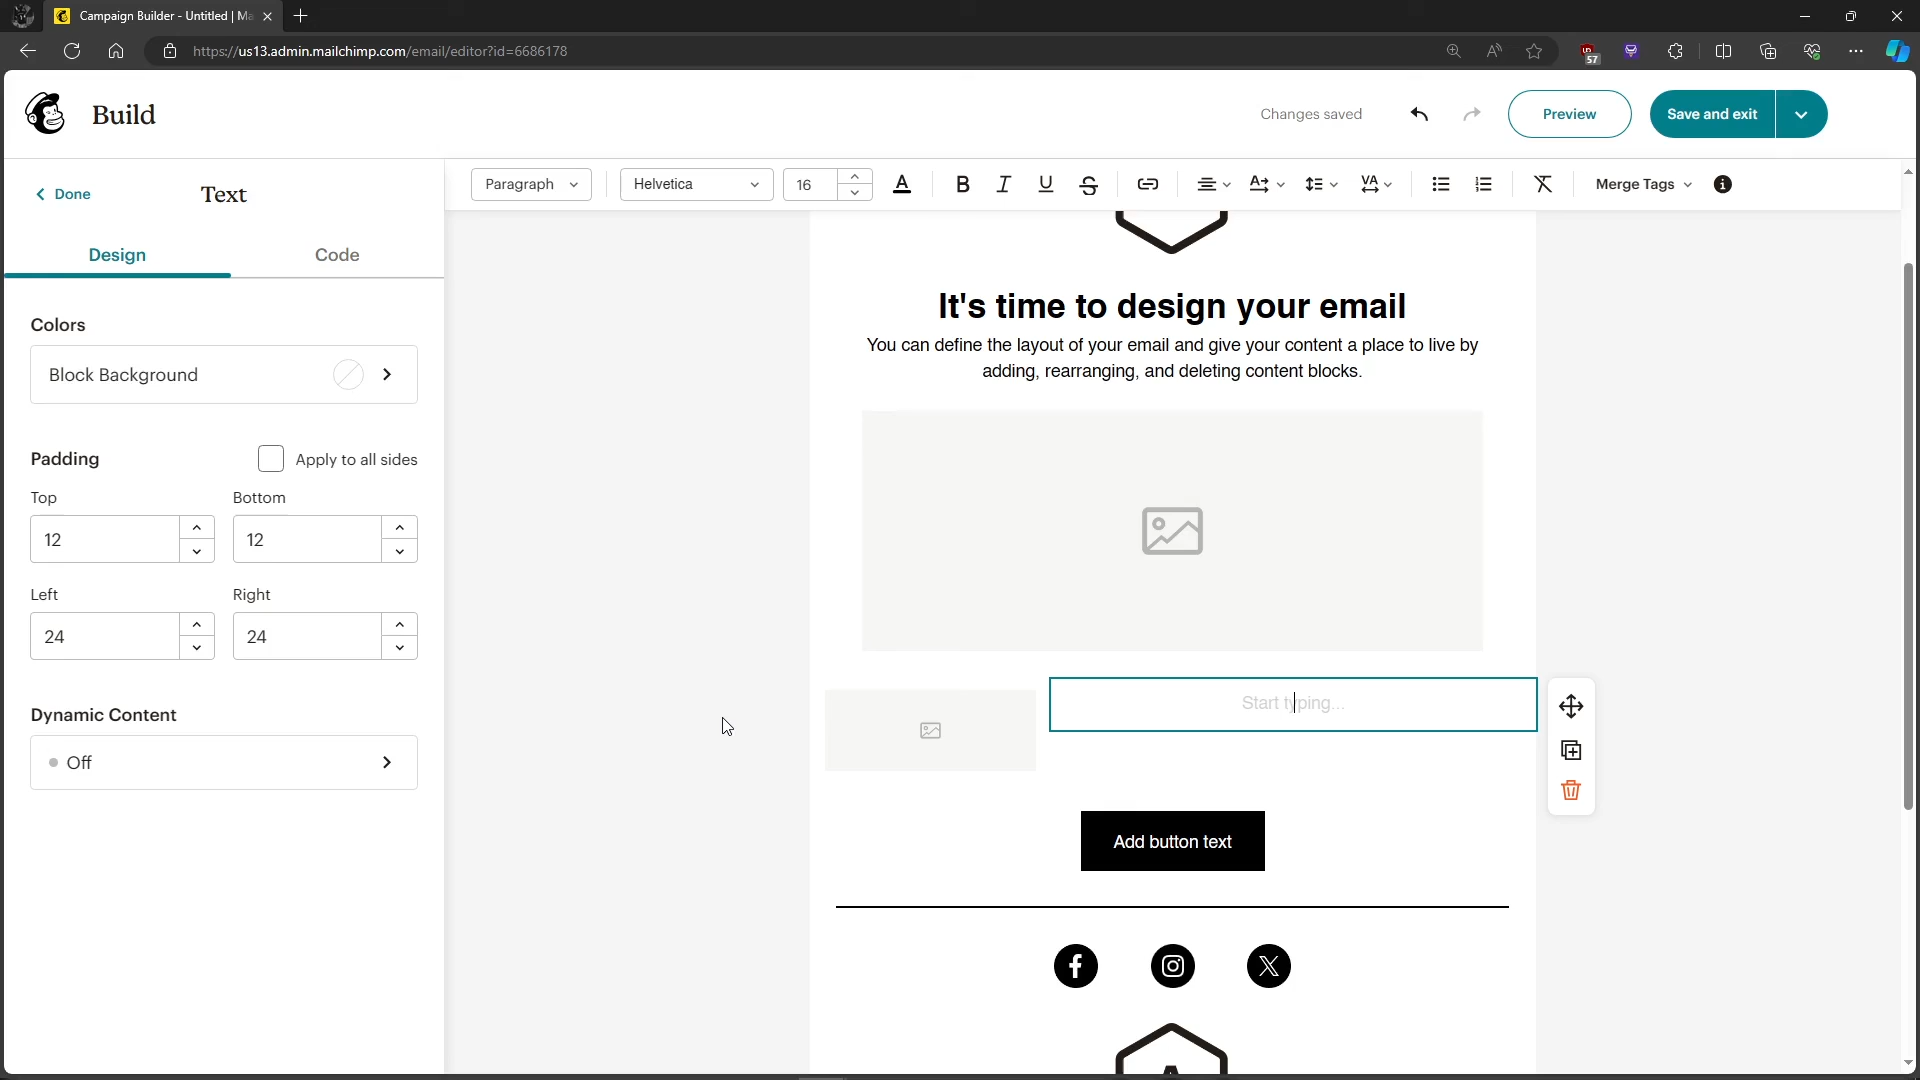 Campaign Builder - Untitled | Ma
https://us13.admin.mailchimp.com/email/editor?id=6686178
57
Build
Changes saved
Preview
Save and exit
Done
Text
Paragraph
Helvetica
16
Merge Tags
Design
Code
Colors
Block Background
Padding
Apply to all sides
Top
Bottom
12
12
Left
Right
24
24
Dynamic Content
Off
It's time to design your email
You can define the layout of your email and give your content a place to live by
adding, rearranging, and deleting content blocks.
Start typing...
Add button text